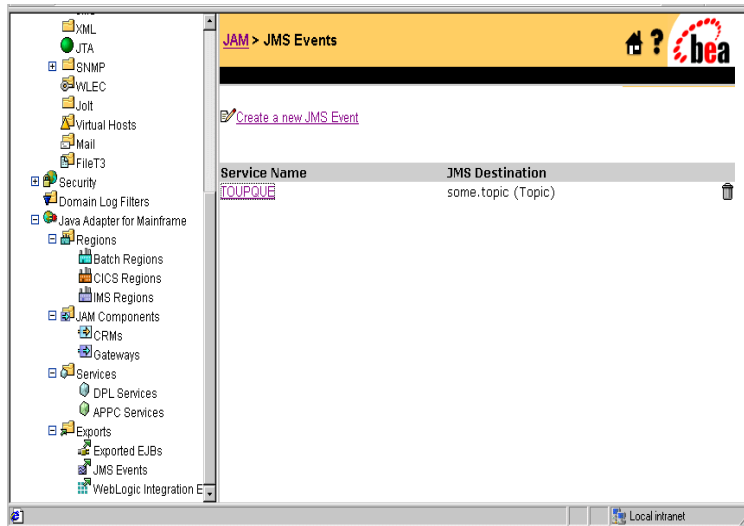 XML
JTA
SNMP
WLEC
Jolt
Virtual Hosts
Mail
FileT3
Security
Domain Log Filters
Java Adapter for Mainframe
Regions
Batch Regions
CICS Regions
IMS Regions
JAM Components
CRMs
Gateways
Services
DPL Services
APPC Services
Exports
Exported EJBs
JMS Events
WebLogic Integration E
JAM > JMS Events
? bea
Create a new JMS Event
Service Name JMS Destination
TOUPQUE some.topic (Topic)
Local intranet